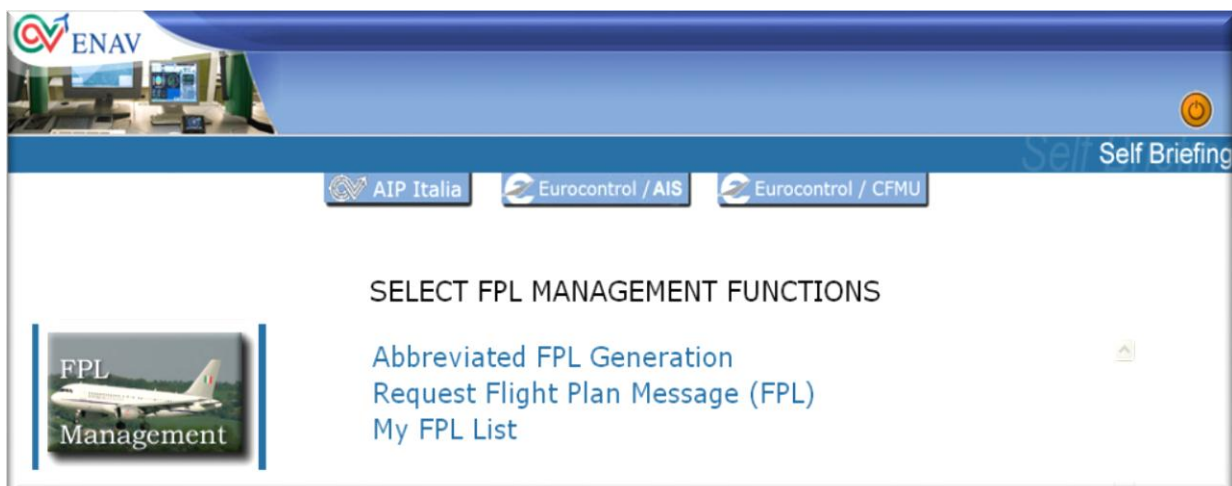 ENAV
Self Briefing
AIP Italia
Eurocontrol / AIS
Eurocontrol / CFMU
SELECT FPL MANAGEMENT FUNCTIONS
FPL
Management
Abbreviated FPL Generation
Request Flight Plan Message (FPL)
My FPL List